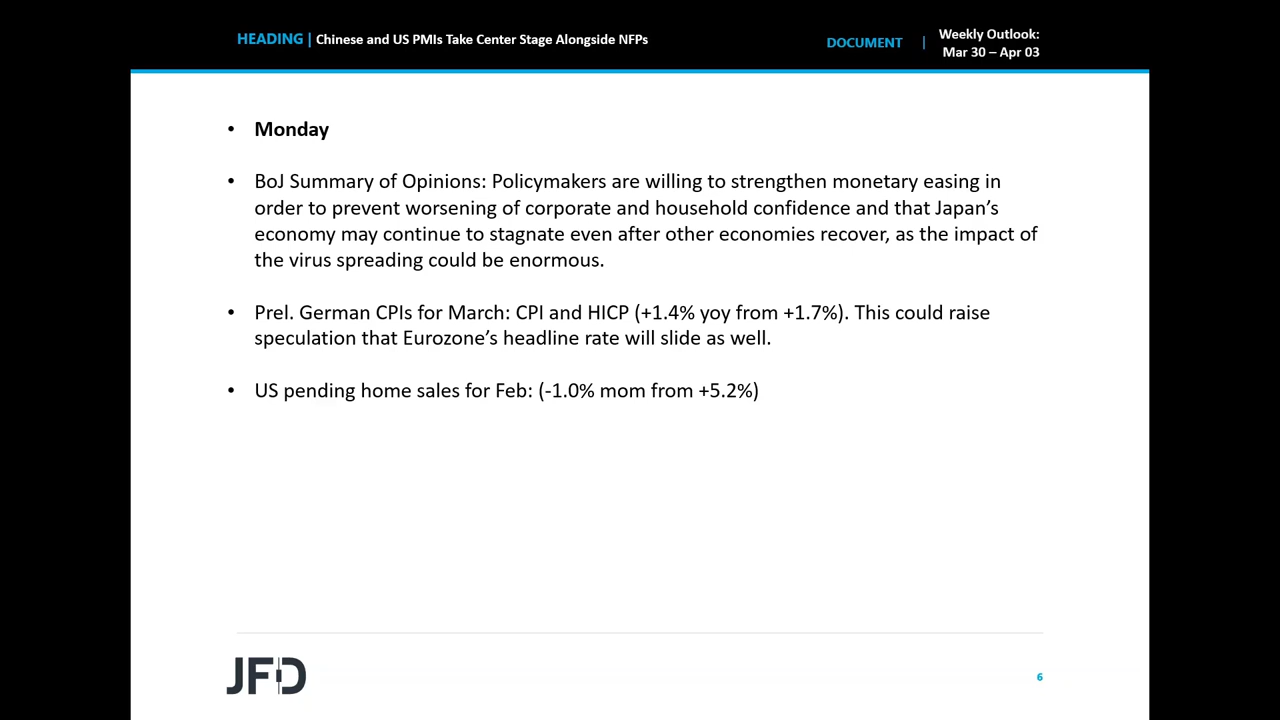 HEADING | Chinese and US PMIs Take Center Stage Alongside NFPs
DOCUMENT | Weekly Outlook:
Mar 30 – Apr 03
• Monday
• BoJ Summary of Opinions: Policymakers are willing to strengthen monetary easing in
order to prevent worsening of corporate and household confidence and that Japan’s
economy may continue to stagnate even after other economies recover, as the impact of
the virus spreading could be enormous.
• Prel. German CPIs for March: CPI and HICP (+1.4% yoy from +1.7%). This could raise
speculation that Eurozone’s headline rate will slide as well.
• US pending home sales for Feb: (-1.0% mom from +5.2%)
JFD
6